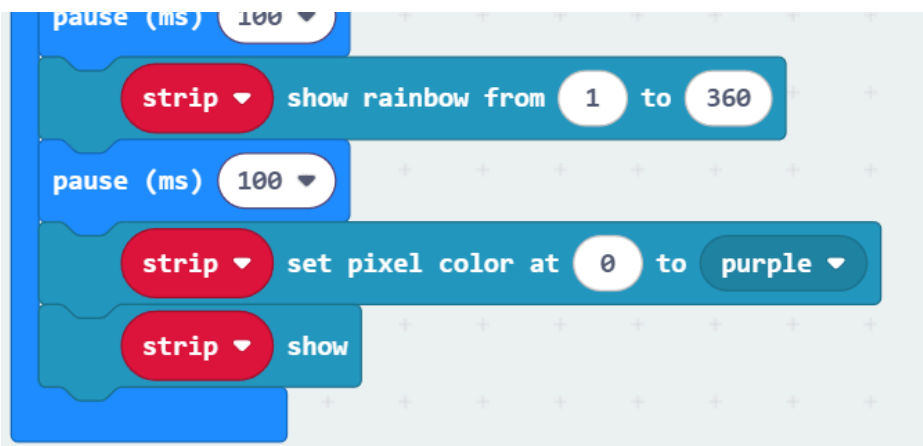 pause (ms) 100
strip show rainbow from 1 to 360
pause (ms) 100
strip set pixel color at 0 to purple
strip show